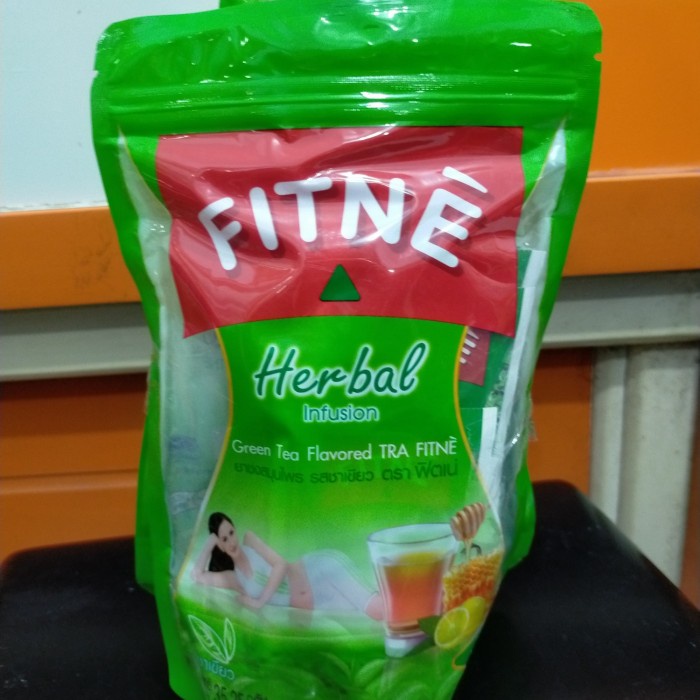 FITNÈ
Herbal
Infusion
Green Tea Flavored TRA FITNÈ
ยาชงสมุนไพร รสชาเขียว ตรา ฟิตเน่